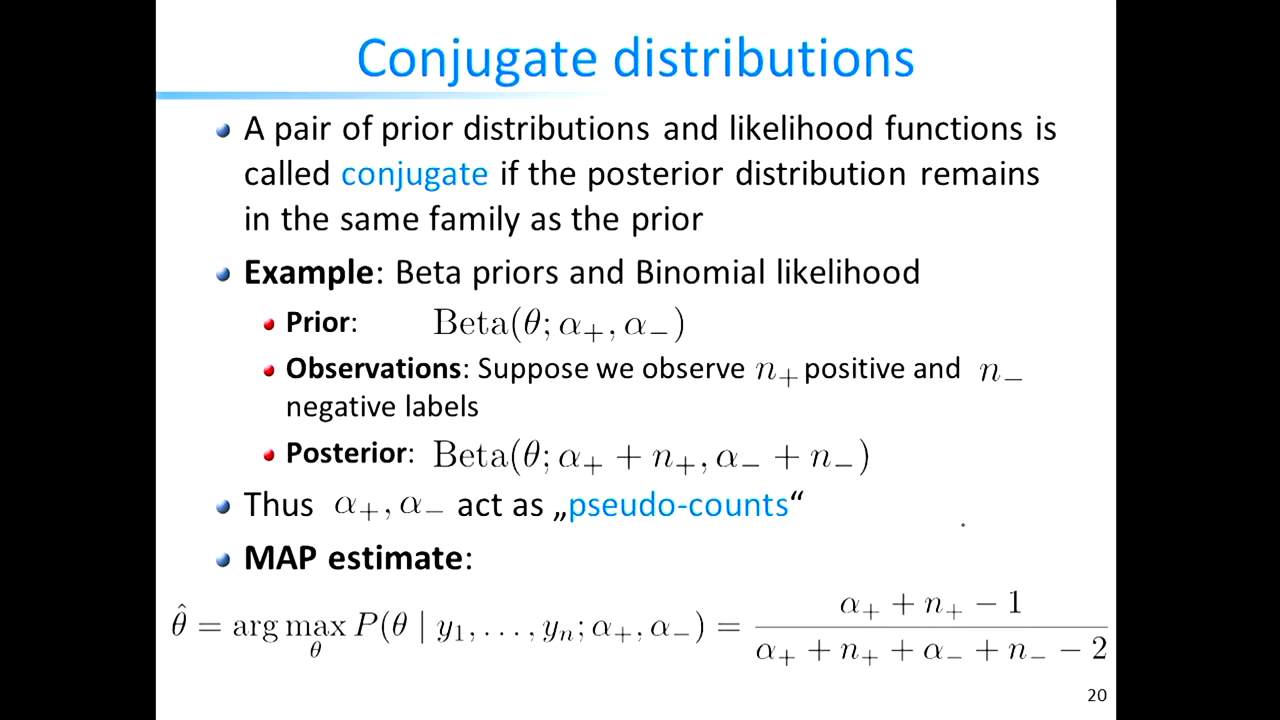 Conjugate distributions
A pair of prior distributions and likelihood functions is
called conjugate if the posterior distribution remains
in the same family as the prior
Example: Beta priors and Binomial likelihood
Prior: Beta(θ; α₊, α₋)
Observations: Suppose we observe n₊ positive and n₋
negative labels
Posterior: Beta(θ; α₊ + n₊, α₋ + n₋)
Thus α₊, α₋ act as „pseudo-counts“
MAP estimate:
θ̂ = arg max_θ P(θ | y₁, . . . , yₙ; α₊, α₋) = (α₊ + n₊ − 1) / (α₊ + n₊ + α₋ + n₋ − 2)
20